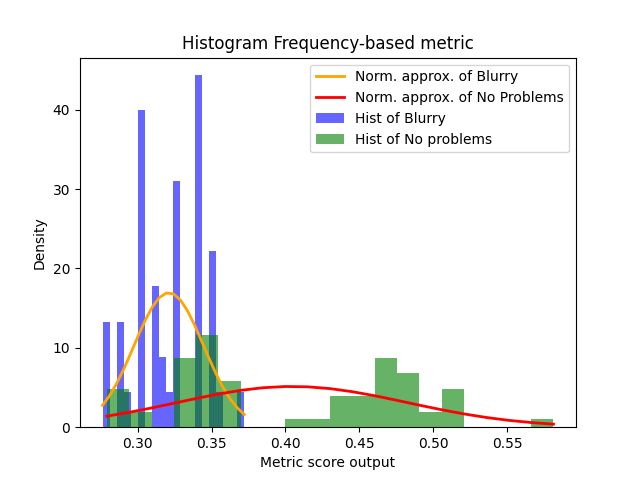 Histogram Frequency-based metric
Norm. approx. of Blurry
Norm. approx. of No Problems
Hist of Blurry
Hist of No problems
Density
40
30
20
10
0
0.30 0.35 0.40 0.45 0.50 0.55
Metric score output